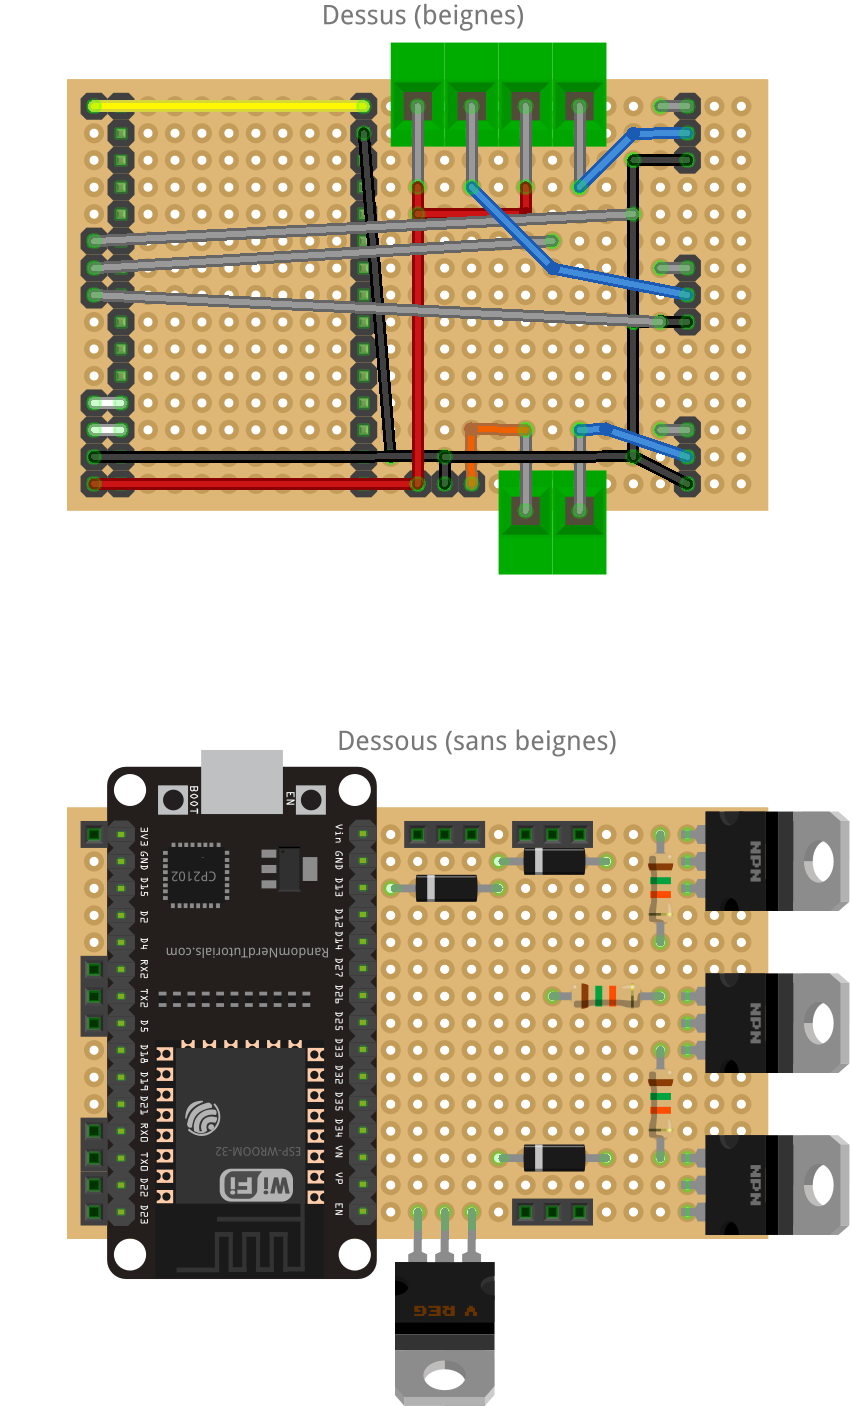 Dessus (beignes)
Dessous (sans beignes)
BOOT
EN
3V3
GND
D15
D2
D4
RX2
TX2
D5
D18
D19
D21
RX0
TX0
D22
D23
Vin
GND
D13
D12
D14
D27
D26
D25
D33
D32
D35
D34
VN
VP
EN
CP2102
RandomNerdTutorials.com
ESP-WROOM-32
WiFi
NPN
NPN
NPN
V REG